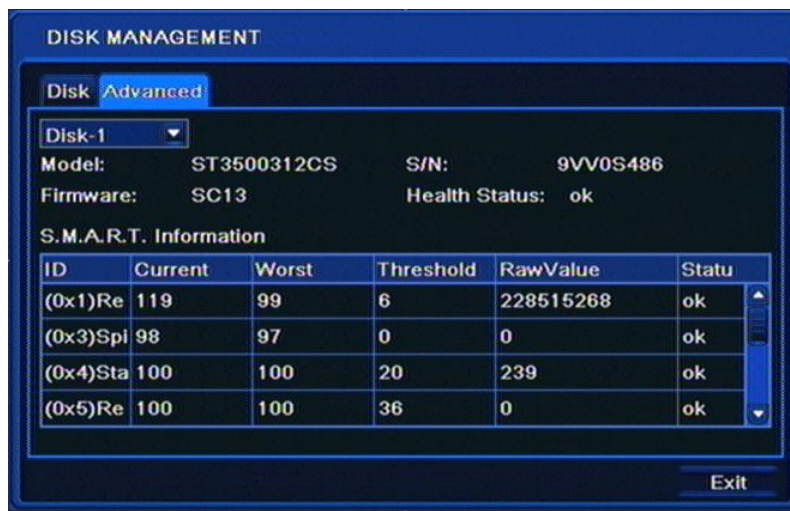 DISK MANAGEMENT
Disk Advanced
Disk-1
Model: ST3500312CS S/N: 9VV0S486
Firmware: SC13 Health Status: ok
S.M.A.R.T. Information
ID Current Worst Threshold RawValue Statu
(0x1)Re 119 99 6 228515268 ok
(0x3)Spi 98 97 0 0 ok
(0x4)Sta 100 100 20 239 ok
(0x5)Re 100 100 36 0 ok
Exit